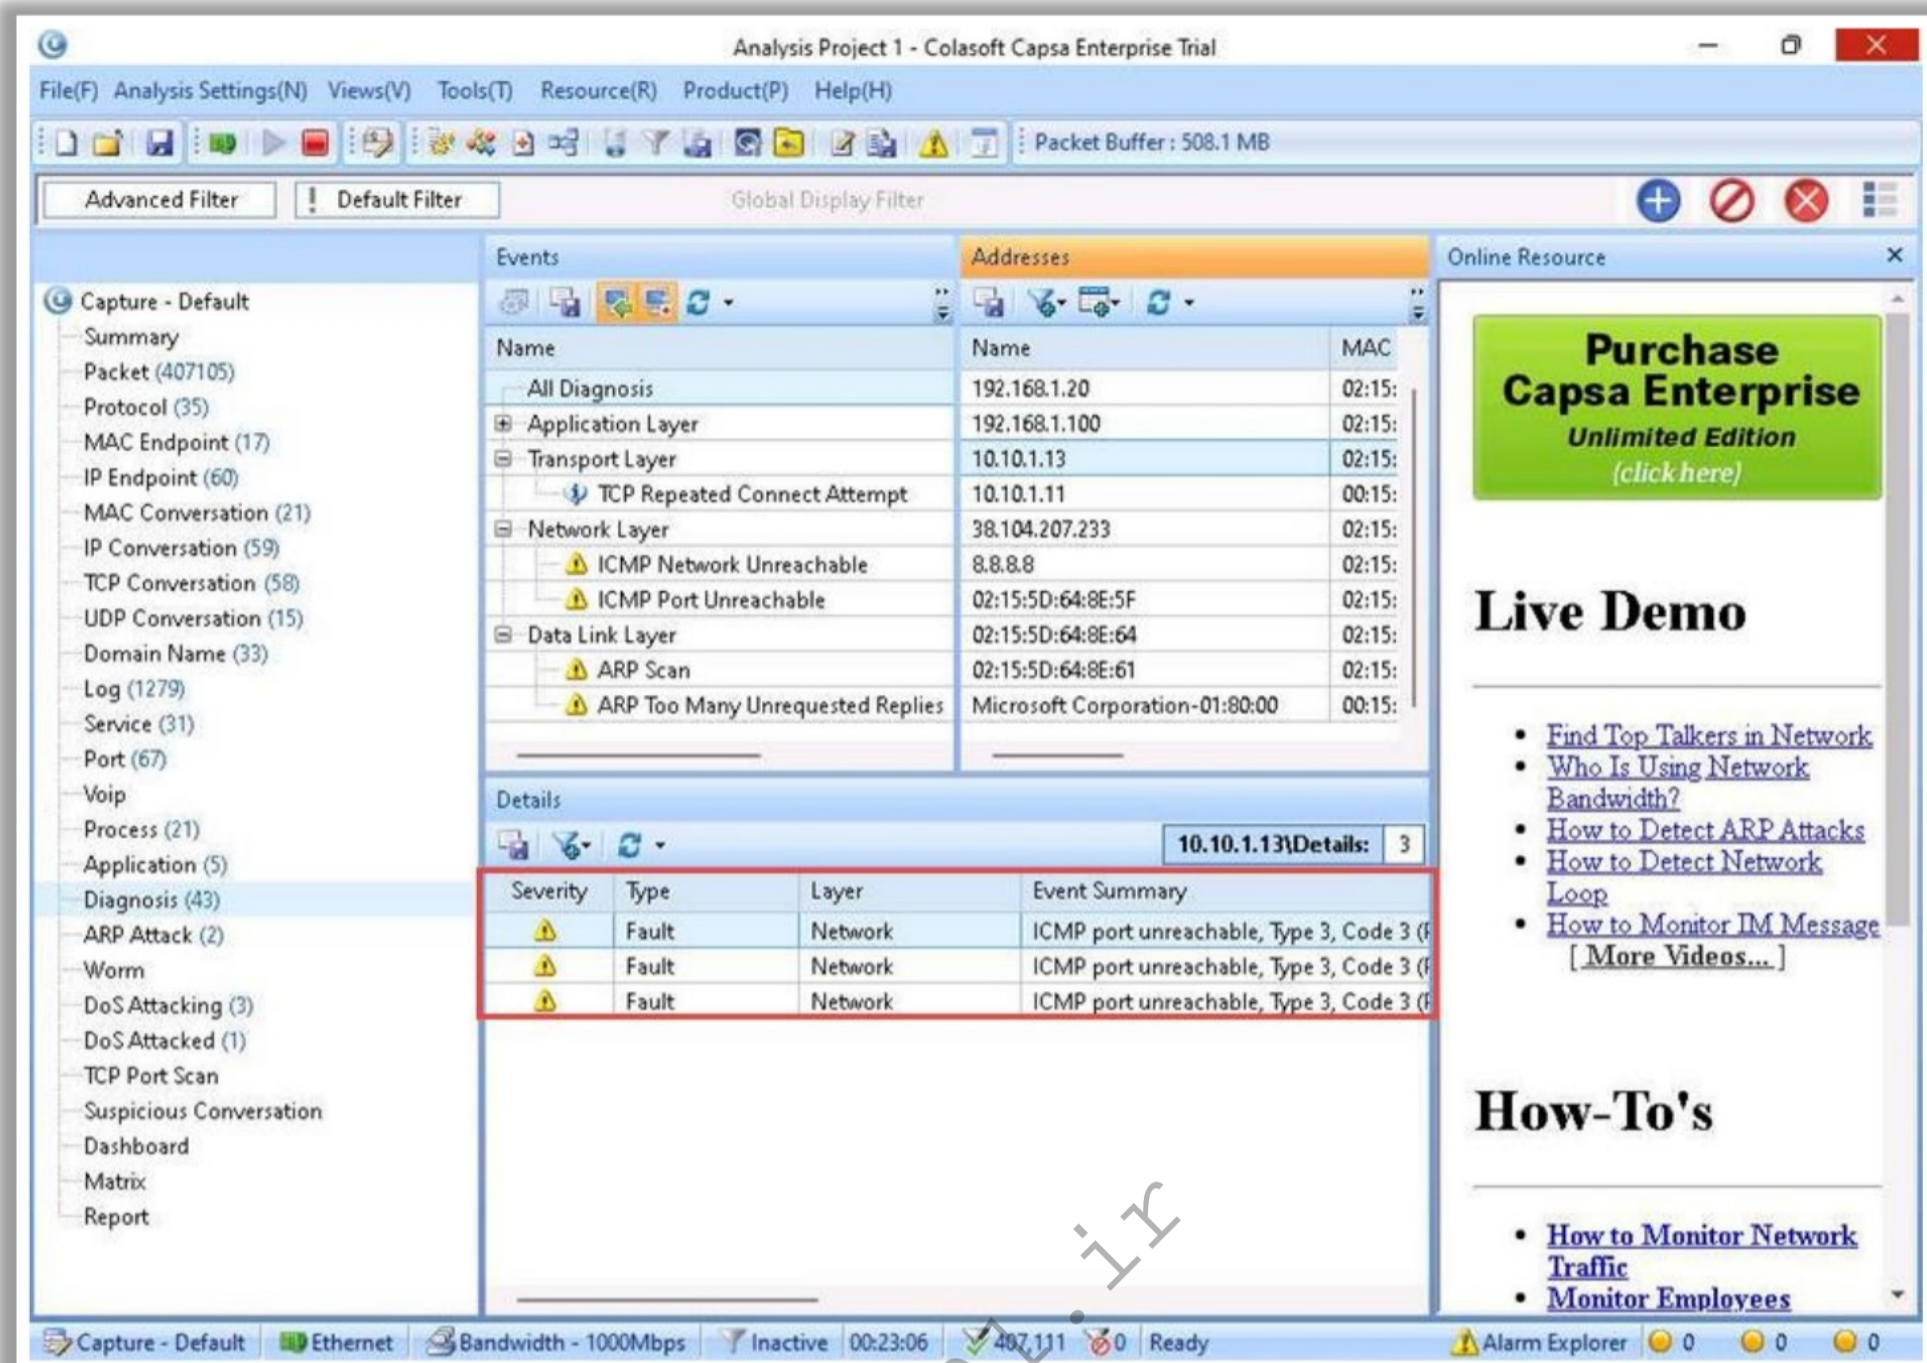 Analysis Project 1 - Colasoft Capsa Enterprise Trial
File(F) Analysis Settings(N) Views(V) Tools(T) Resource(R) Product(P) Help(H)
Packet Buffer : 508.1 MB
Advanced Filter
! Default Filter
Global Display Filter
Capture - Default
Summary
Packet (407105)
Protocol (35)
MAC Endpoint (17)
IP Endpoint (60)
MAC Conversation (21)
IP Conversation (59)
TCP Conversation (58)
UDP Conversation (15)
Domain Name (33)
Log (1279)
Service (31)
Port (67)
Voip
Process (21)
Application (5)
Diagnosis (43)
ARP Attack (2)
Worm
DoS Attacking (3)
DoS Attacked (1)
TCP Port Scan
Suspicious Conversation
Dashboard
Matrix
Report
Events
Name
All Diagnosis
Application Layer
Transport Layer
TCP Repeated Connect Attempt
Network Layer
ICMP Network Unreachable
ICMP Port Unreachable
Data Link Layer
ARP Scan
ARP Too Many Unrequested Replies
Addresses
Name MAC
192.168.1.20 02:15:
192.168.1.100 02:15:
10.10.1.13 02:15:
10.10.1.11 00:15:
38.104.207.233 02:15:
8.8.8.8 02:15:
02:15:5D:64:8E:5F 02:15:
02:15:5D:64:8E:64 02:15:
02:15:5D:64:8E:61 02:15:
Microsoft Corporation-01:80:00 00:15:
Details
10.10.1.13\Details: 3
Severity Type Layer Event Summary
Fault Network ICMP port unreachable, Type 3, Code 3 (
Fault Network ICMP port unreachable, Type 3, Code 3 (
Fault Network ICMP port unreachable, Type 3, Code 3 (
Online Resource
Purchase
Capsa Enterprise
Unlimited Edition
(click here)
Live Demo
Find Top Talkers in Network
Who Is Using Network
Bandwidth?
How to Detect ARP Attacks
How to Detect Network
Loop
How to Monitor IM Message
[ More Videos... ]
How-To's
How to Monitor Network
Traffic
Monitor Employees
Capture - Default Ethernet Bandwidth - 1000Mbps Inactive 00:23:06 407,111 0 Ready Alarm Explorer 0 0 0
.ir